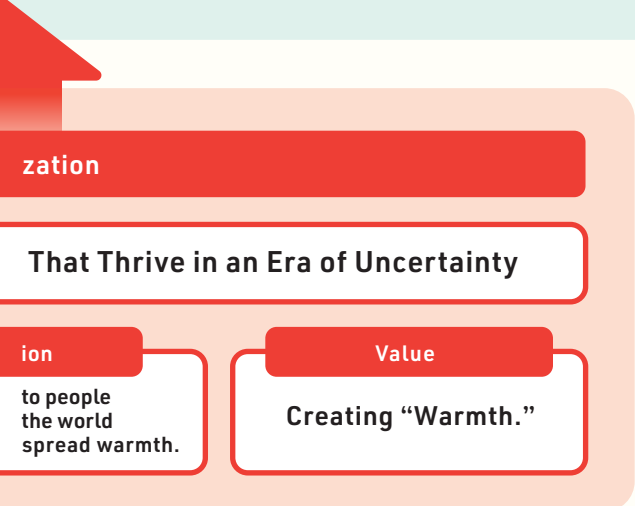 zation
That Thrive in an Era of Uncertainty
ion
to people
the world
spread warmth.
Value
Creating “Warmth.”